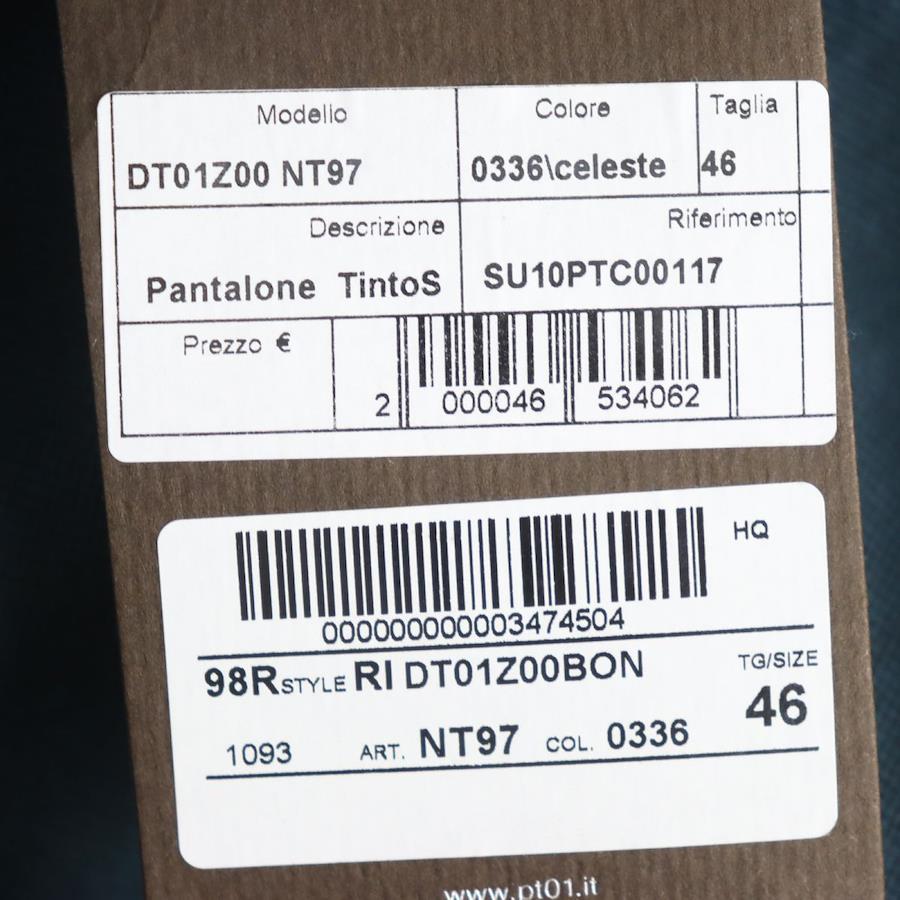 Modello Colore Taglia
DT01Z00 NT97 0336\celeste 46
Descrizione Riferimento
Pantalone TintoS SU10PTC00117
Prezzo €
2 000046 534062
HQ
000000000003474504
98R STYLE RI DT01Z00BON TG/SIZE
46
1093 ART. NT97 COL. 0336
www.pt01.it